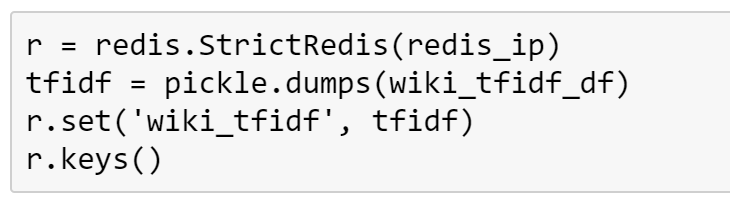 r = redis.StrictRedis(redis_ip)
tfidf = pickle.dumps(wiki_tfidf_df)
r.set('wiki_tfidf', tfidf)
r.keys()